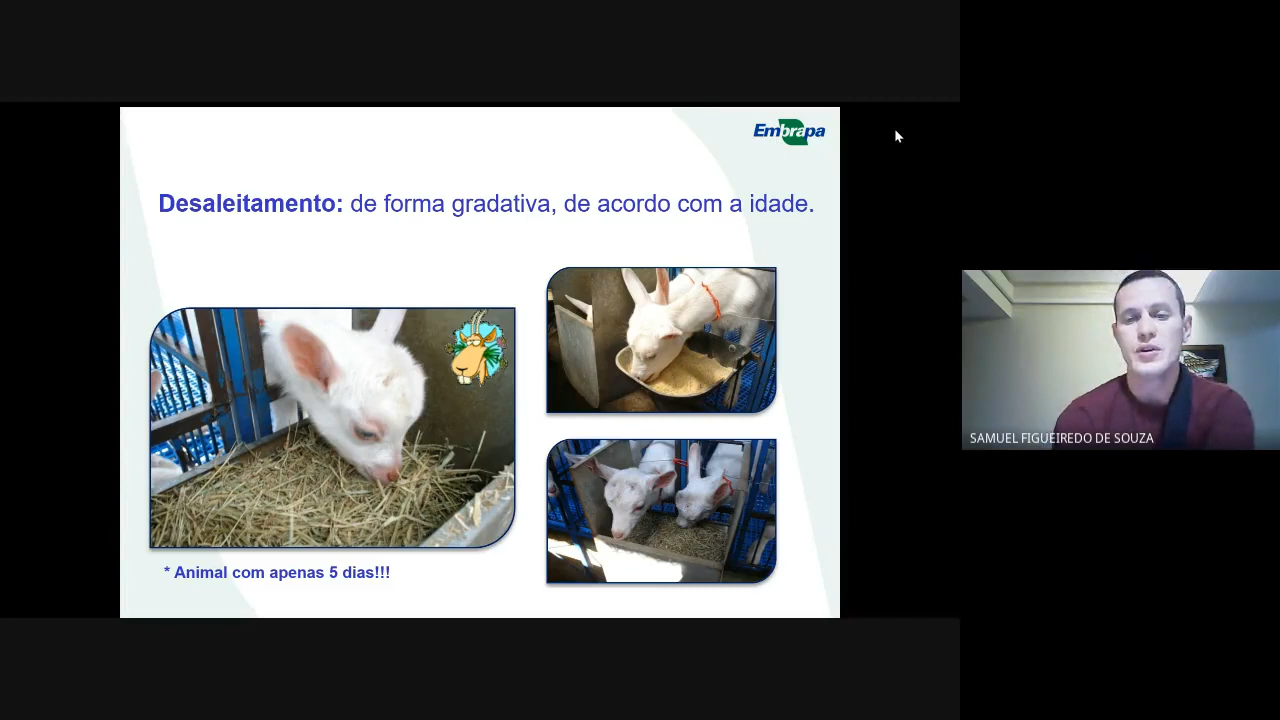 Embrapa
Desaleitamento: de forma gradativa, de acordo com a idade.
* Animal com apenas 5 dias!!!
SAMUEL FIGUEIREDO DE SOUZA